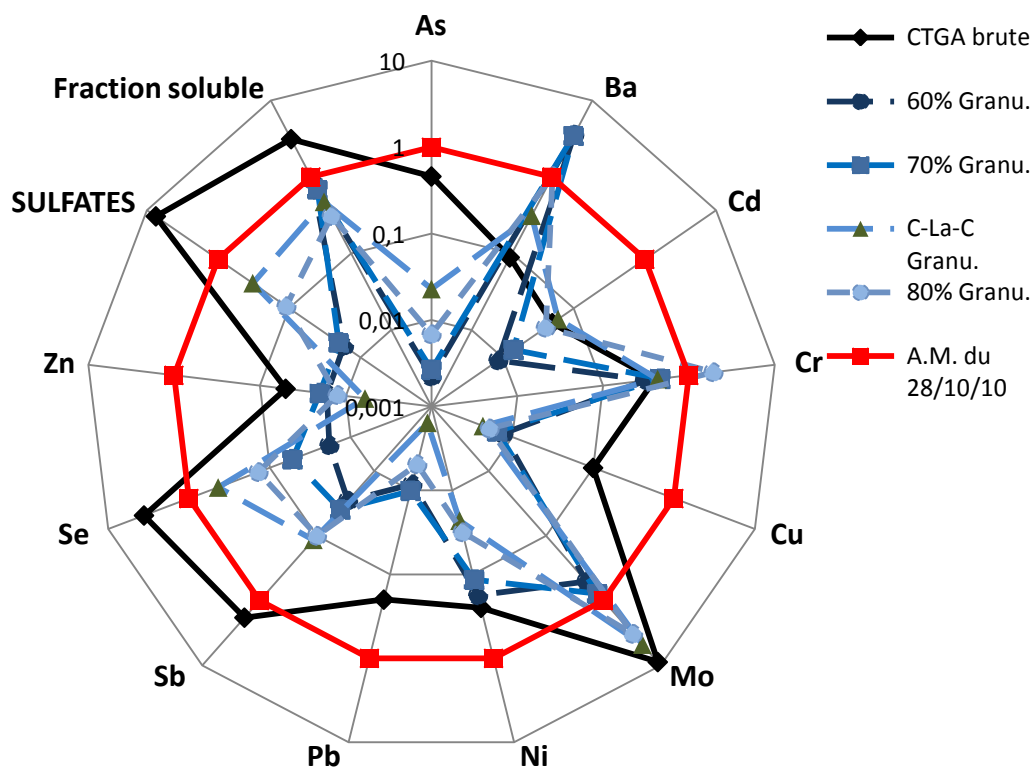 As
10
Fraction soluble
Ba
1
SULFATES
Cd
0,1
0,01
Zn
Cr
0,001
Se
Cu
Sb
Mo
Pb
Ni
CTGA brute
60% Granu.
70% Granu.
C-La-C
Granu.
80% Granu.
A.M. du
28/10/10